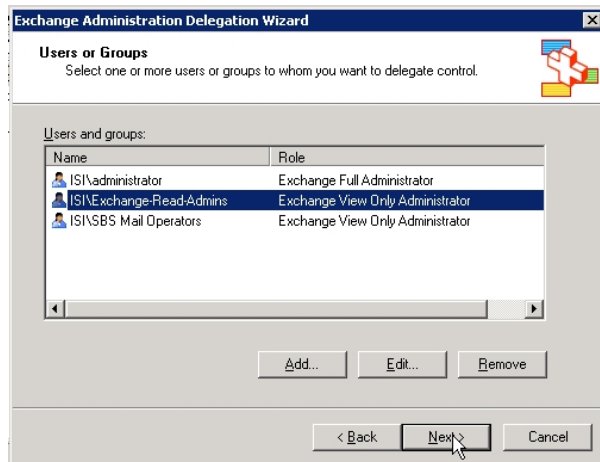 Exchange Administration Delegation Wizard
Users or Groups
Select one or more users or groups to whom you want to delegate control.
Users and groups:
Name Role
ISI\administrator Exchange Full Administrator
ISI\Exchange-Read-Admins Exchange View Only Administrator
ISI\SBS Mail Operators Exchange View Only Administrator
Add... Edit... Remove
< Back Next > Cancel